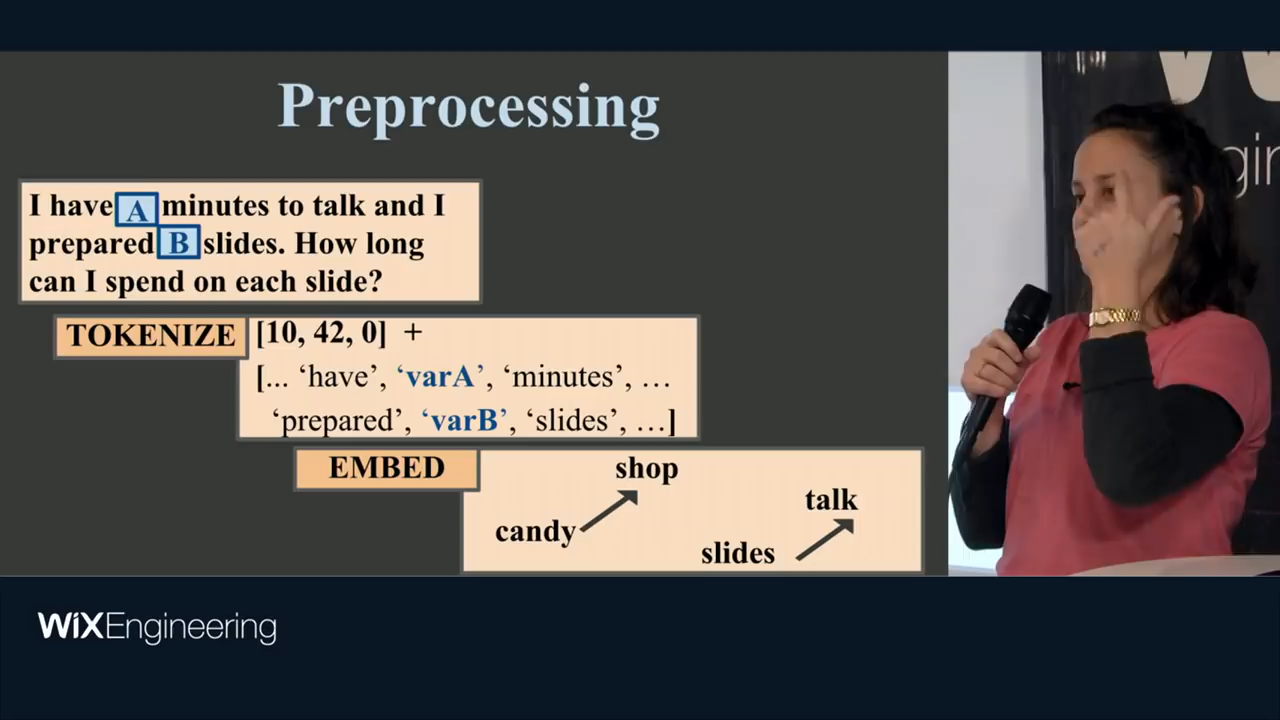 Preprocessing
I have A minutes to talk and I
prepared B slides. How long
can I spend on each slide?
TOKENIZE [10, 42, 0] +
[... ‘have’, ‘varA’, ‘minutes’, …
‘prepared’, ‘varB’, ‘slides’, …]
EMBED
shop
talk
candy
slides
WiXEngineering